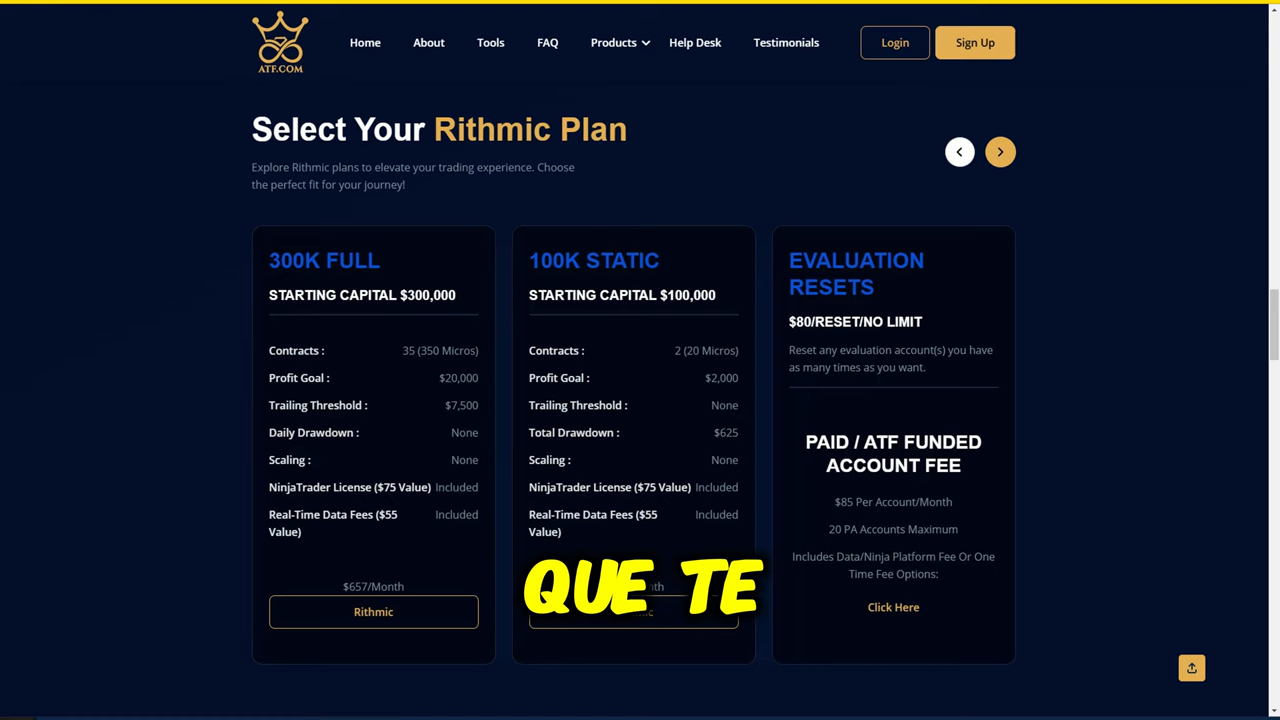 ATF.COM
Home
About
Tools
FAQ
Products
Help Desk
Testimonials
Login
Sign Up
Select Your Rithmic Plan
Explore Rithmic plans to elevate your trading experience. Choose
the perfect fit for your journey!
300K FULL
STARTING CAPITAL $300,000
Contracts : 35 (350 Micros)
Profit Goal : $20,000
Trailing Threshold : $7,500
Daily Drawdown : None
Scaling : None
NinjaTrader License ($75 Value) Included
Real-Time Data Fees ($55 Included
Value)
$657/Month
Rithmic
100K STATIC
STARTING CAPITAL $100,000
Contracts : 2 (20 Micros)
Profit Goal : $2,000
Trailing Threshold : None
Total Drawdown : $625
Scaling : None
NinjaTrader License ($75 Value) Included
Real-Time Data Fees ($55 Included
Value)
QUE TE
EVALUATION
RESETS
$80/RESET/NO LIMIT
Reset any evaluation account(s) you have
as many times as you want.
PAID / ATF FUNDED
ACCOUNT FEE
$85 Per Account/Month
20 PA Accounts Maximum
Includes Data/Ninja Platform Fee Or One
Time Fee Options:
Click Here